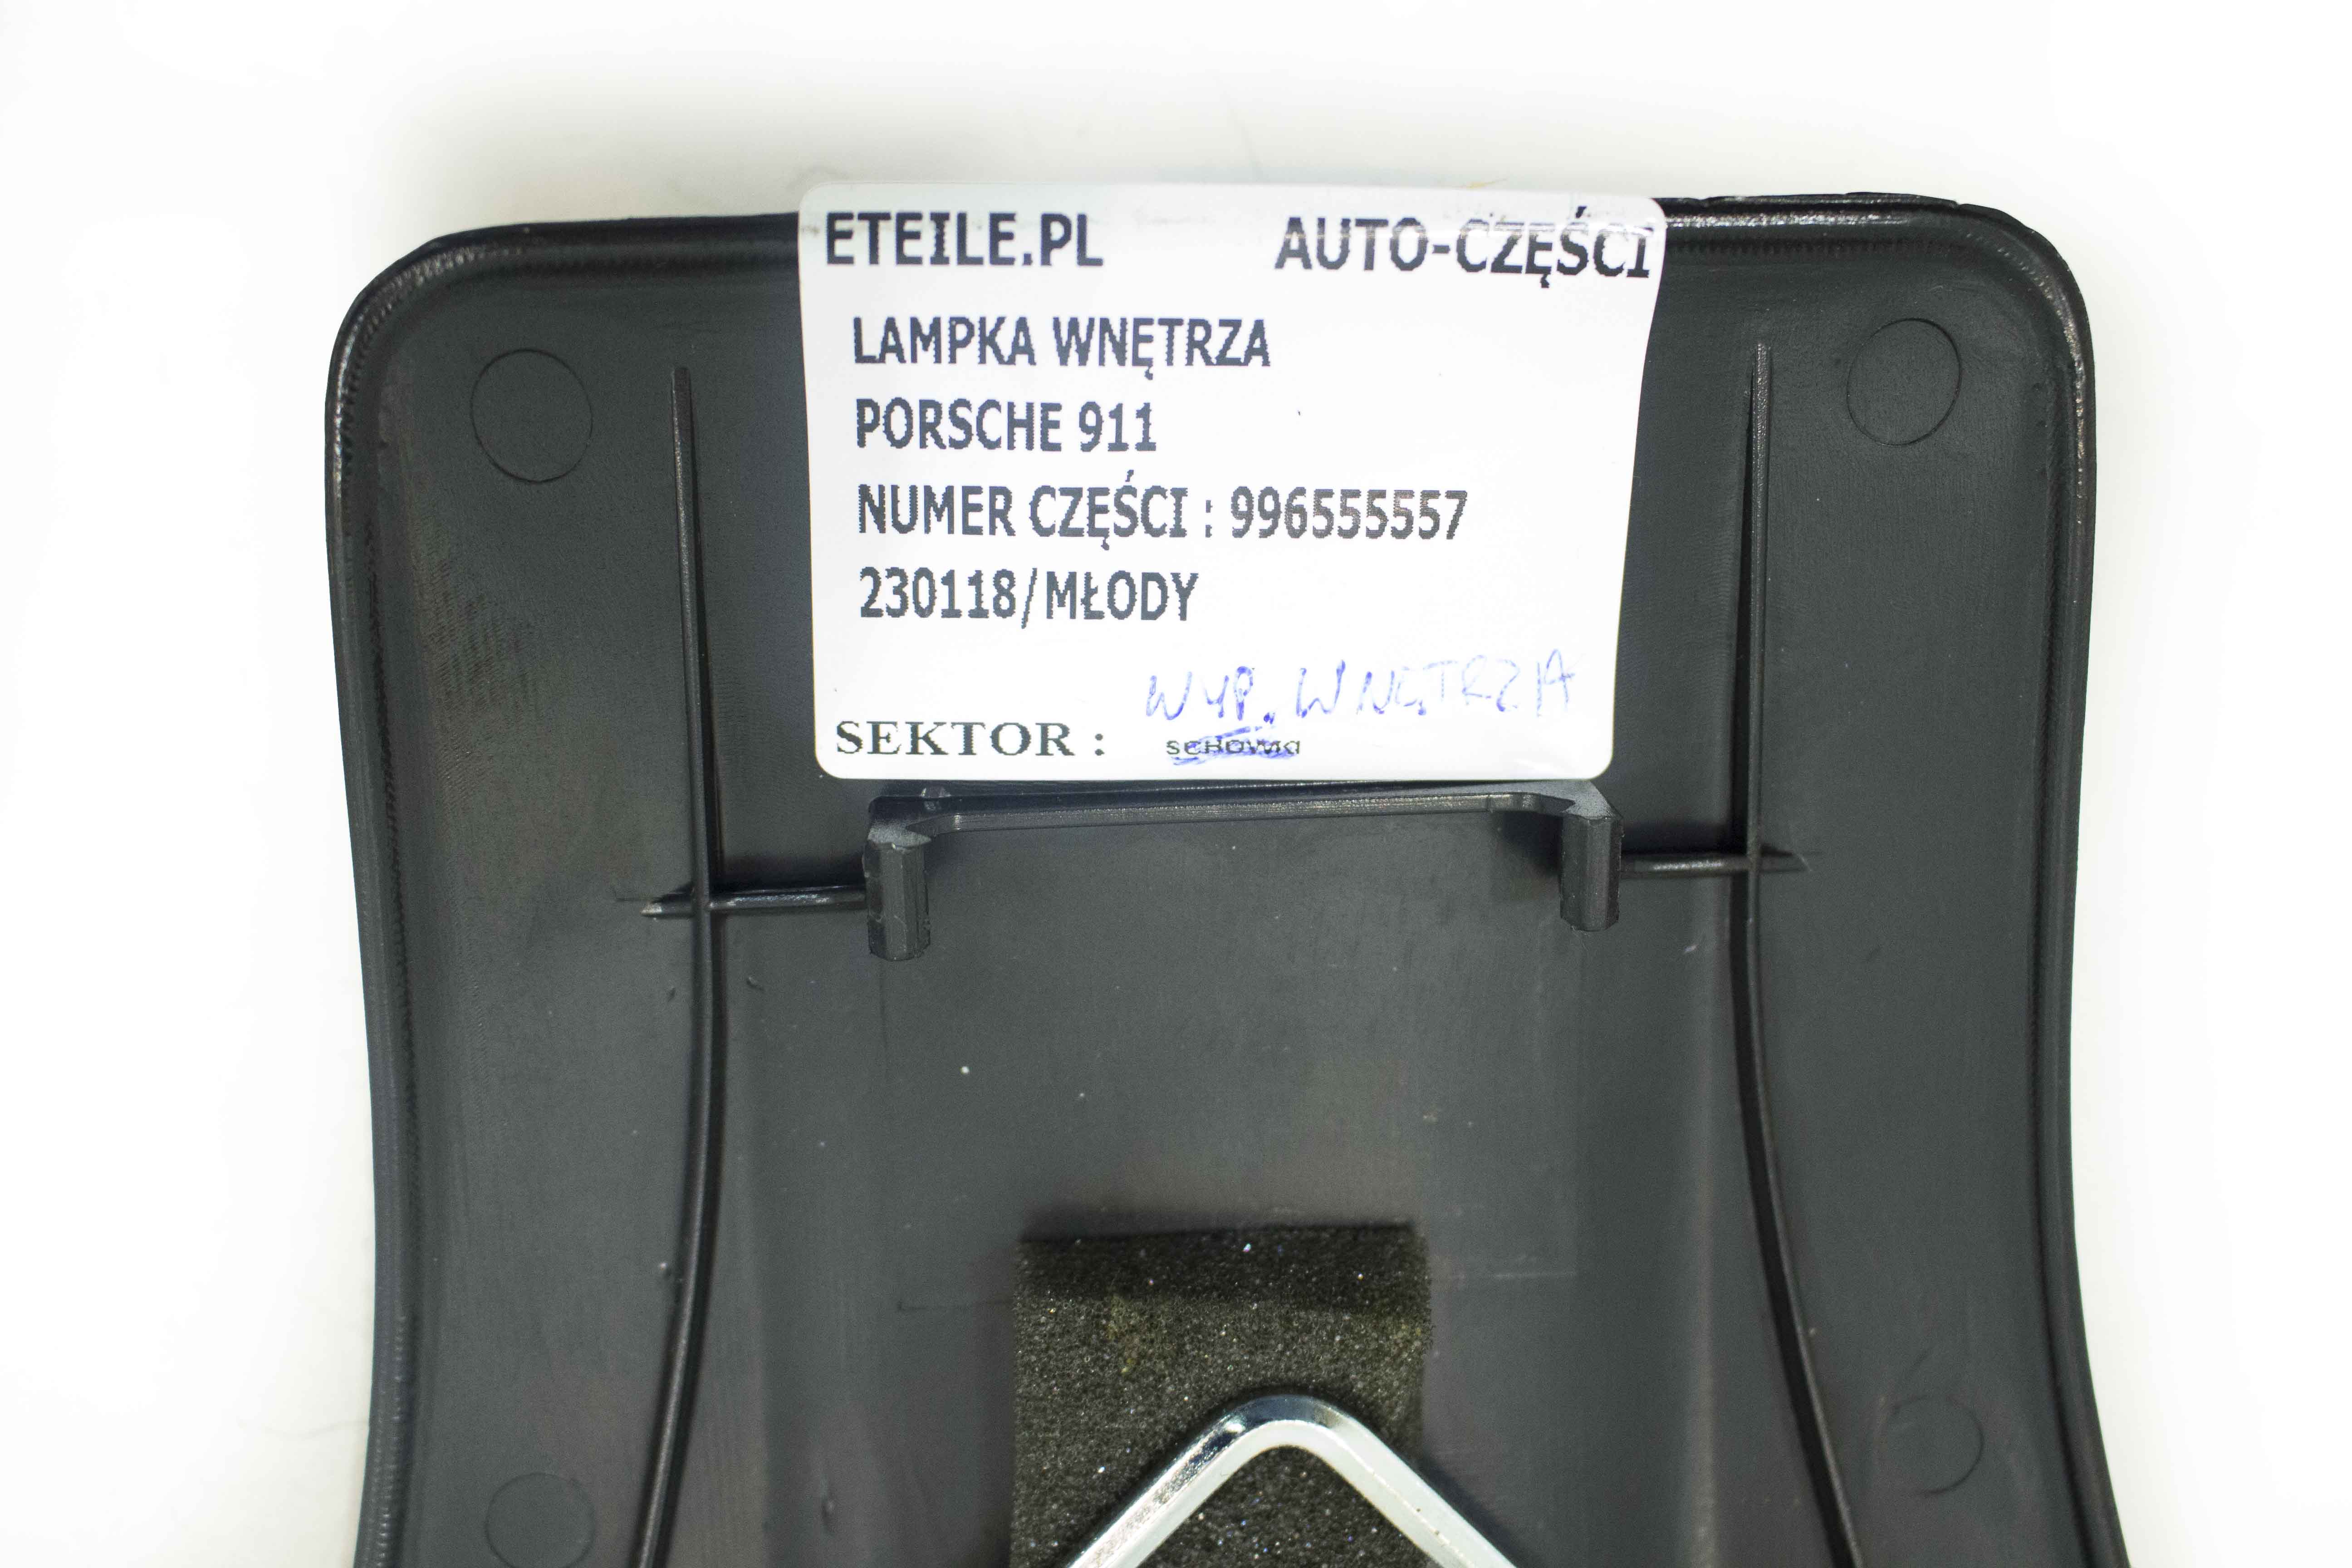 ETEILE.PL AUTO-CZĘŚCI
LAMPKA WNĘTRZA
PORSCHE 911
NUMER CZĘŚCI : 996555557
230118/MŁODY
WYP. WNĘTRZA
SEKTOR :